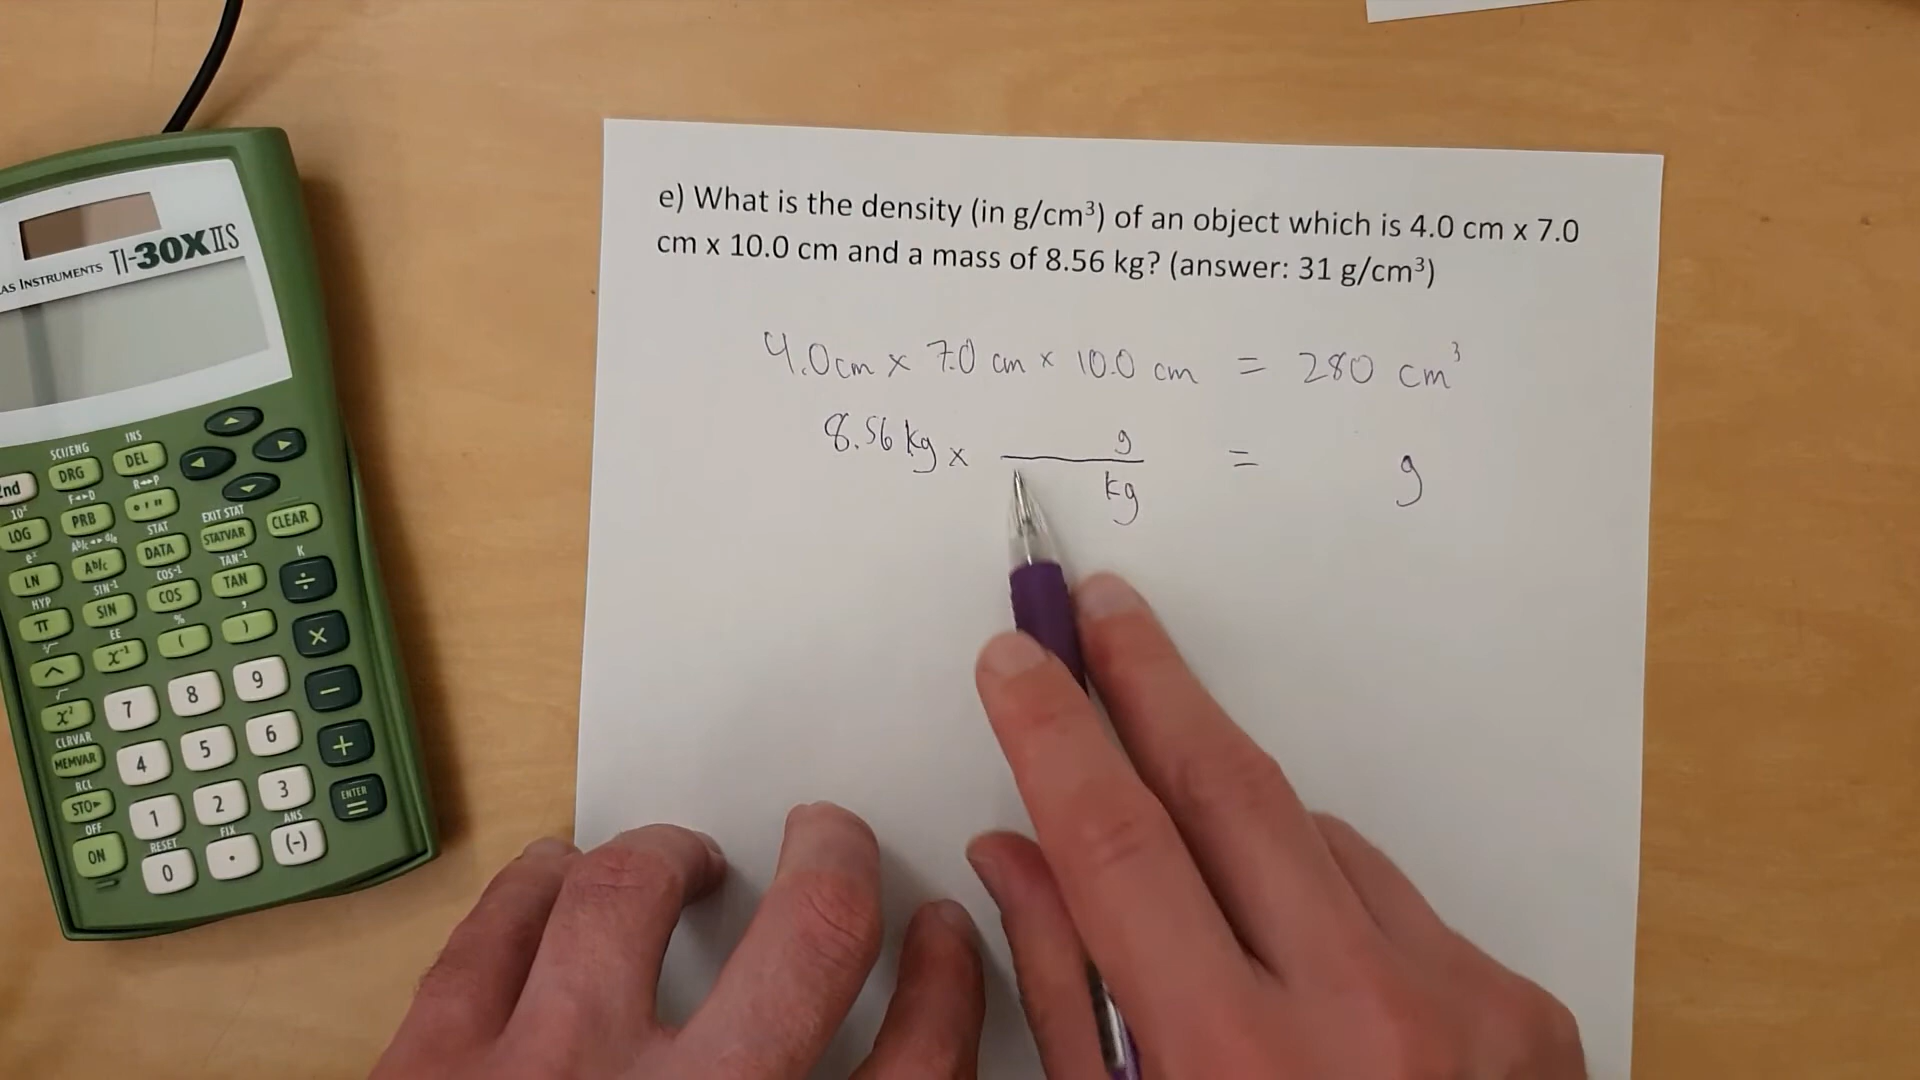 TEXAS INSTRUMENTS TI-30X IIS
SCI/ENG INS
2nd DRG DEL
10ˣ F◄►D R◄►P
LOG PRB ° ' "
eˣ Ab/c ◄► d/e STAT EXIT STAT
LN Ab/c DATA STATVAR CLEAR
HYP SIN⁻¹ COS⁻¹ TAN⁻¹ K
π SIN COS TAN ÷
EE % ,
^ x⁻¹ ( ) ×
√
x² 7 8 9 −
CLRVAR
MEMVAR 4 5 6 +
RCL
STO► 1 2 3 ENTER =
OFF RESET FIX ANS
ON 0 . (-)
e) What is the density (in g/cm³) of an object which is 4.0 cm x 7.0
cm x 10.0 cm and a mass of 8.56 kg? (answer: 31 g/cm³)
4.0cm x 7.0 cm x 10.0 cm = 280 cm³
8.56 kg x g = g
kg